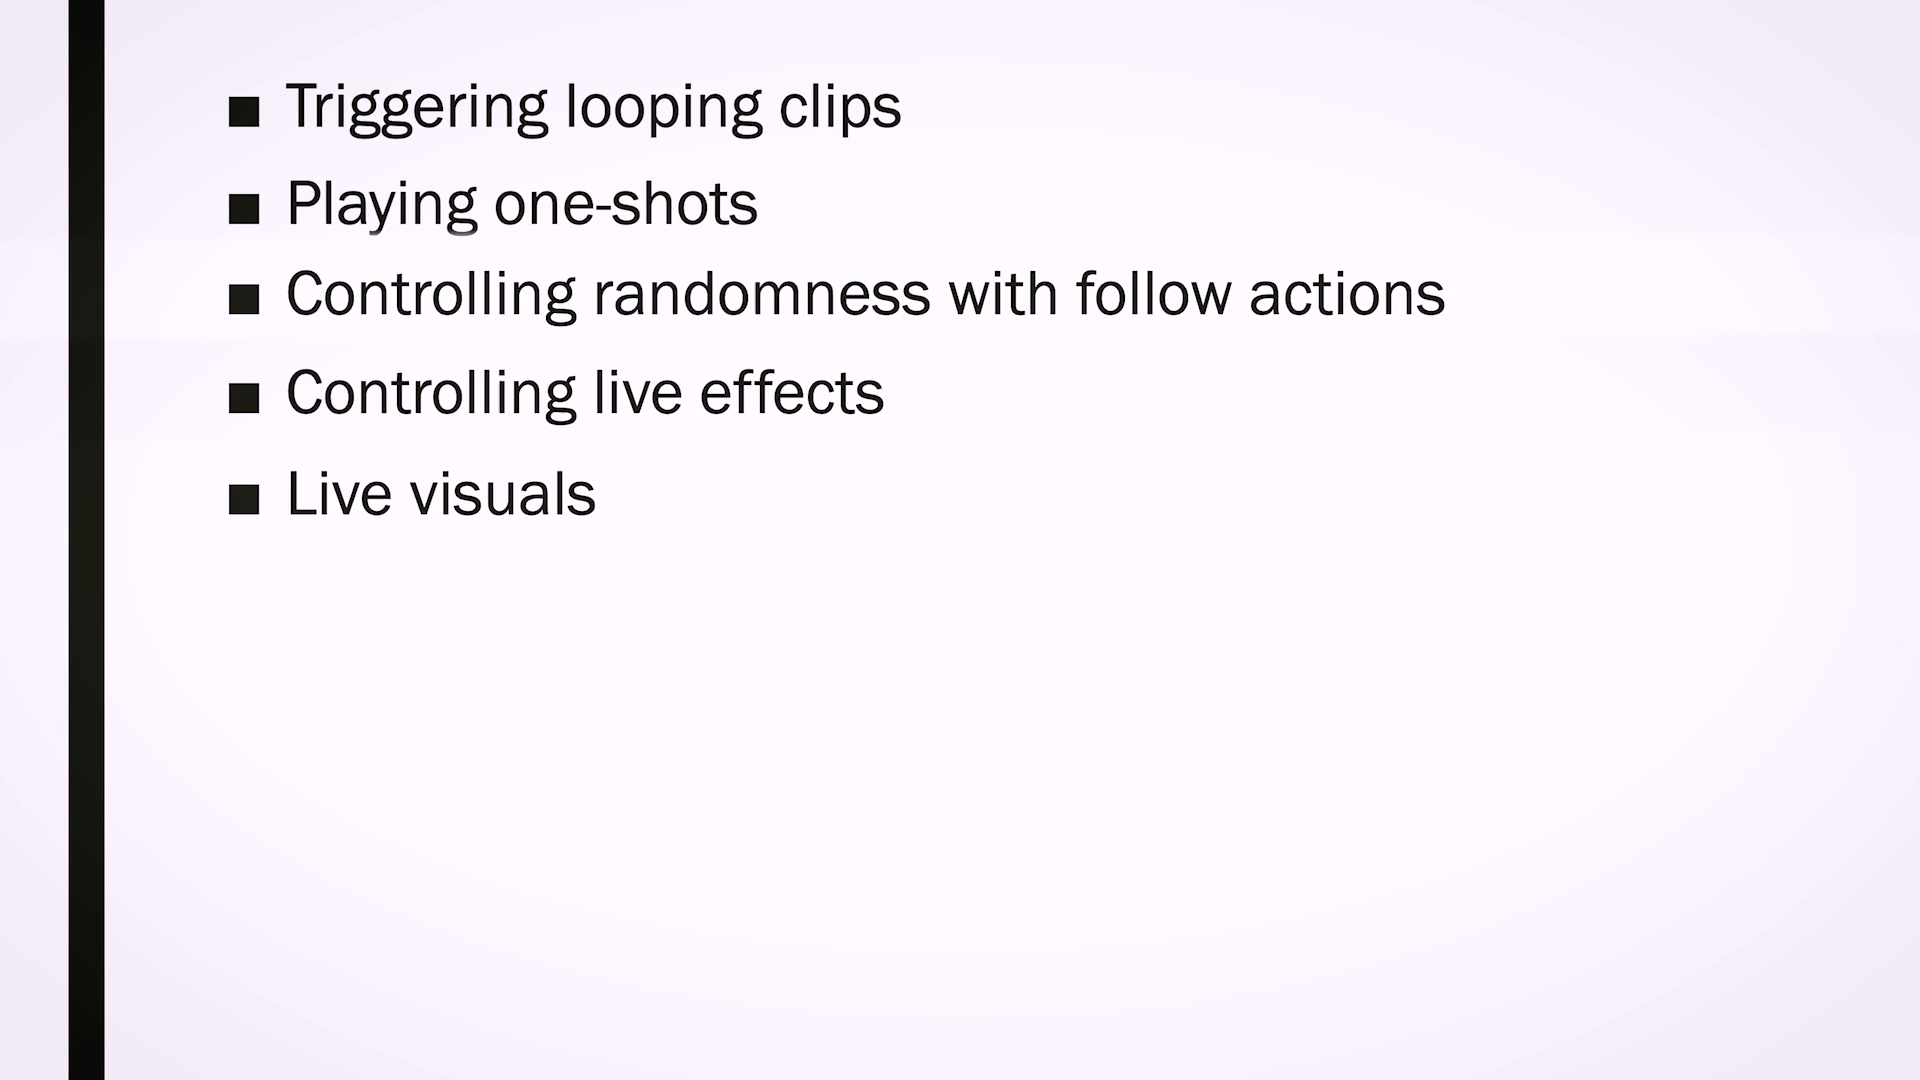 ■ Triggering looping clips
■ Playing one-shots
■ Controlling randomness with follow actions
■ Controlling live effects
■ Live visuals